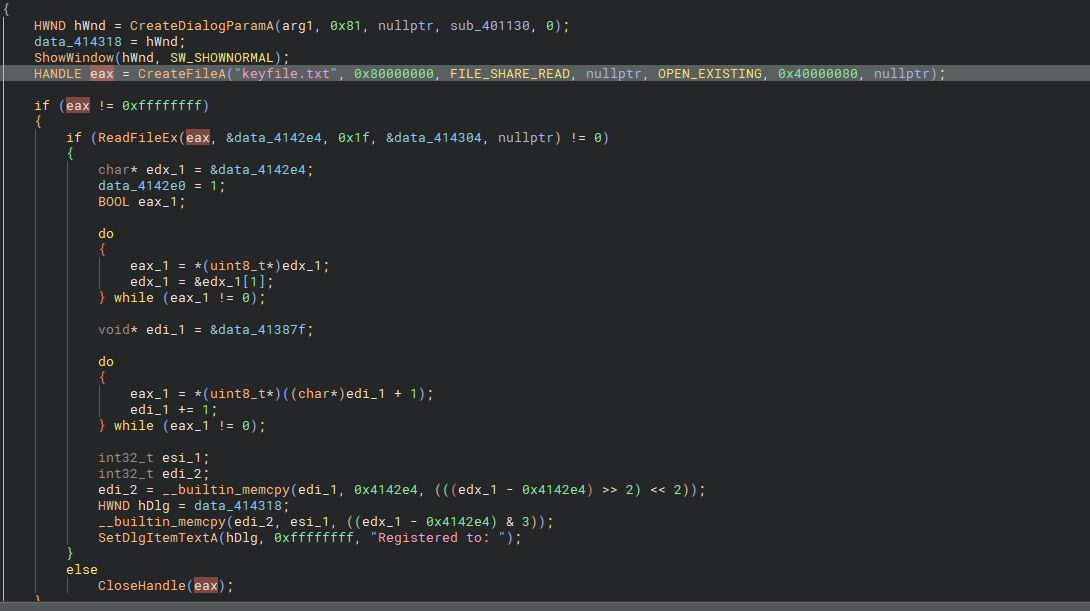 {
HWND hWnd = CreateDialogParamA(arg1, 0x81, nullptr, sub_401130, 0);
data_414318 = hWnd;
ShowWindow(hWnd, SW_SHOWNORMAL);
HANDLE eax = CreateFileA("keyfile.txt", 0x80000000, FILE_SHARE_READ, nullptr, OPEN_EXISTING, 0x40000080, nullptr);
if (eax != 0xffffffff)
{
if (ReadFileEx(eax, &data_4142e4, 0x1f, &data_414304, nullptr) != 0)
{
char* edx_1 = &data_4142e4;
data_4142e0 = 1;
BOOL eax_1;
do
{
eax_1 = *(uint8_t*)edx_1;
edx_1 = &edx_1[1];
} while (eax_1 != 0);
void* edi_1 = &data_41387f;
do
{
eax_1 = *(uint8_t*)((char*)edi_1 + 1);
edi_1 += 1;
} while (eax_1 != 0);
int32_t esi_1;
int32_t edi_2;
edi_2 = __builtin_memcpy(edi_1, 0x4142e4, (((edx_1 - 0x4142e4) >> 2) << 2));
HWND hDlg = data_414318;
__builtin_memcpy(edi_2, esi_1, ((edx_1 - 0x4142e4) & 3));
SetDlgItemTextA(hDlg, 0xffffffff, "Registered to: ");
}
else
CloseHandle(eax);
}